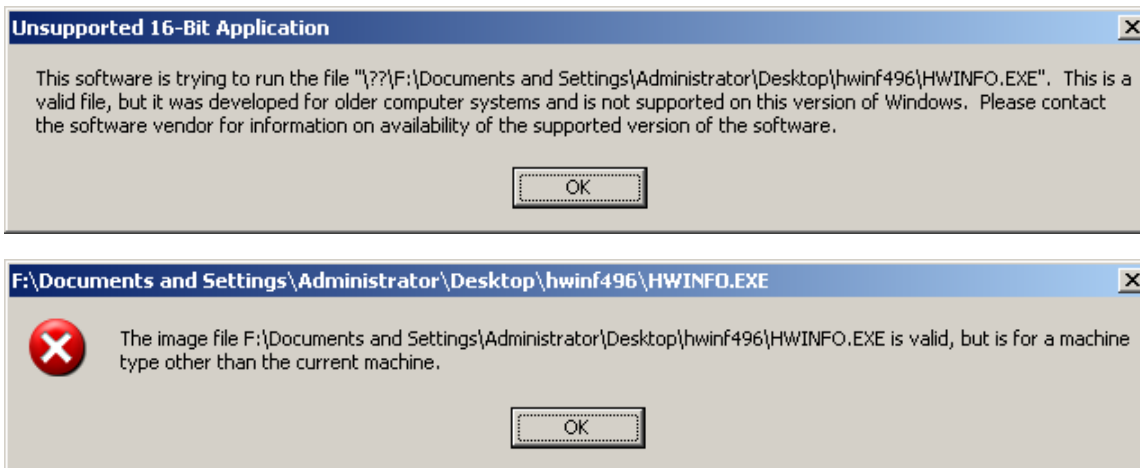 Unsupported 16-Bit Application
This software is trying to run the file "\??\F:\Documents and Settings\Administrator\Desktop\hwinf496\HWINFO.EXE".  This is a
valid file, but it was developed for older computer systems and is not supported on this version of Windows.  Please contact
the software vendor for information on availability of the supported version of the software.
OK
F:\Documents and Settings\Administrator\Desktop\hwinf496\HWINFO.EXE
The image file F:\Documents and Settings\Administrator\Desktop\hwinf496\HWINFO.EXE is valid, but is for a machine
type other than the current machine.
OK